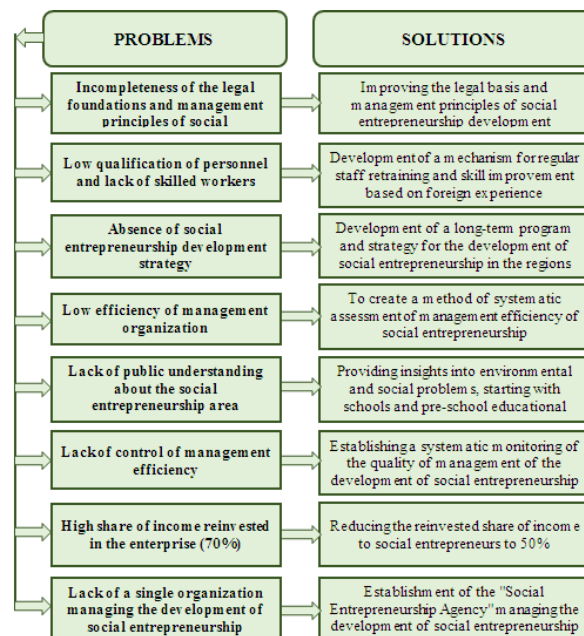 PROBLEMS
SOLUTIONS
Incompleteness of the legal
foundations and management
principles of social
Improving the legal basis and
management principles of social
entrepreneurship development
Low qualification of personnel
and lack of skilled workers
Development of a mechanism for regular
staff retraining and skill improvement
based on foreign experience
Absence of social
entrepreneurship development
strategy
Development of a long-term program
and strategy for the development of
social entrepreneurship in the regions
Low efficiency of management
organization
To create a method of systematic
assessment of management efficiency of
social entrepreneurship
Lack of public understanding
about the social
entrepreneurship area
Providing insights into environmental
and social problems, starting with
schools and pre-school educational
Lack of control of management
efficiency
Establishing a systematic monitoring of
the quality of management of the
development of social entrepreneurship
High share of income reinvested
in the enterprise (70%)
Reducing the reinvested share of income
to social entrepreneurs to 50%
Lack of a single organization
managing the development of
social entrepreneurship
Establishment of the "Social
Entrepreneurship Agency" managing the
development of social entrepreneurship